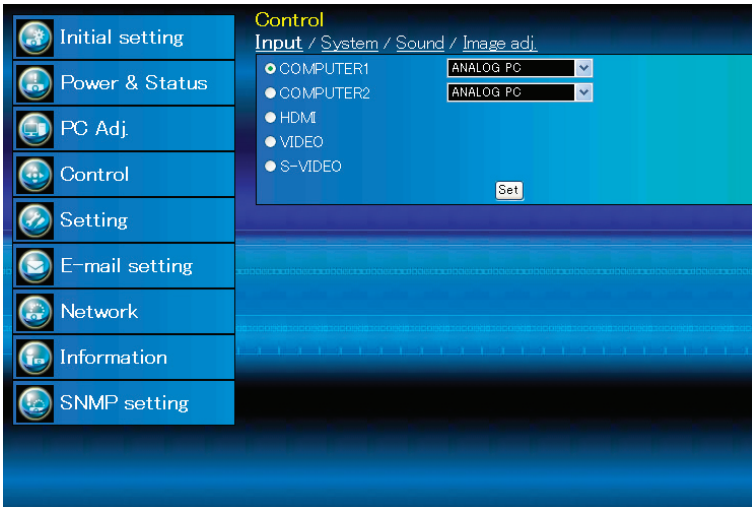 Initial setting
Power & Status
PC Adj.
Control
Setting
E-mail setting
Network
Information
SNMP setting
Control
Input / System / Sound / Image adj.
COMPUTER1 ANALOG PC
COMPUTER2 ANALOG PC
HDMI
VIDEO
S-VIDEO
Set